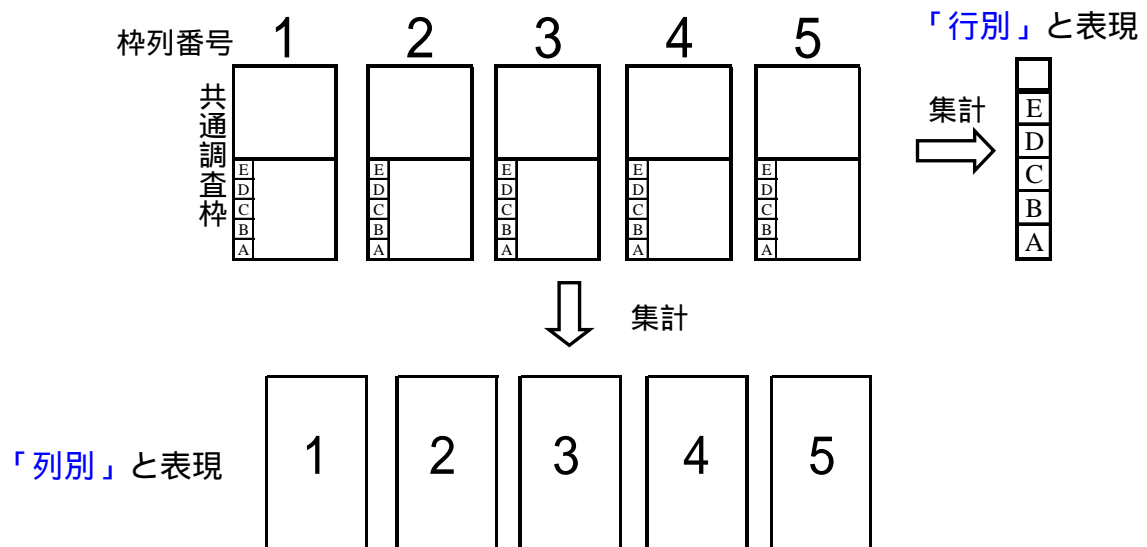 「行別」と表現
枠列番号 1 2 3 4 5
共通調査枠
集計
E E E E E E
D D D D D D
C C C C C C
B B B B B B
A A A A A A
集計
「列別」と表現 1 2 3 4 5